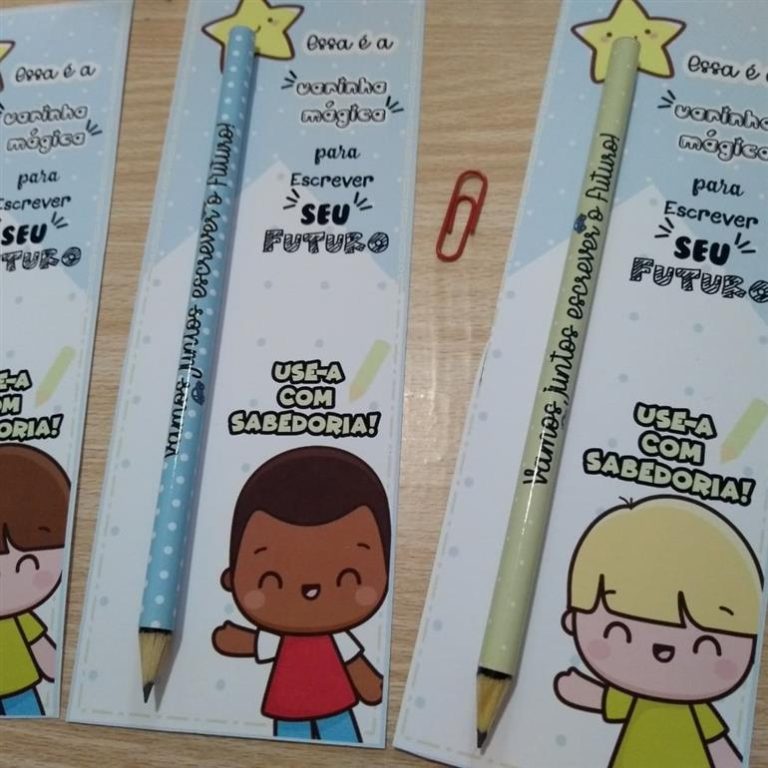 Essa é a
varinha
mágica
para
Escrever
SEU
FUTURO
USE-A
COM
SABEDORIA!
Essa é a
varinha
mágica
para
Escrever
SEU
FUTURO
Vamos juntos escrever o futuro!
USE-A
COM
SABEDORIA!
Essa é a
varinha
mágica
para
Escrever
SEU
FUTURO
Vamos juntos escrever o futuro!
USE-A
COM
SABEDORIA!